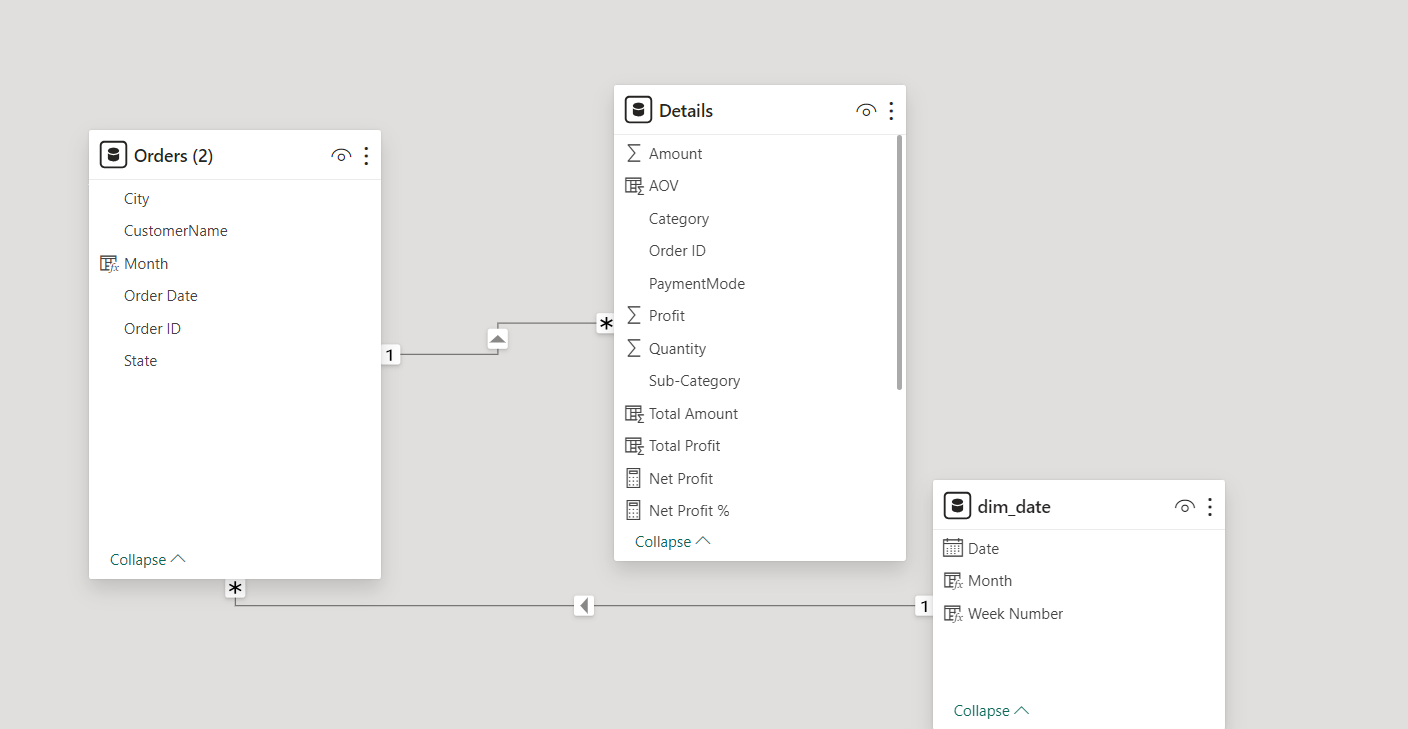 Orders (2)
City
CustomerName
Month
Order Date
Order ID
State
Collapse
1
*
Details
Amount
AOV
Category
Order ID
PaymentMode
Profit
Quantity
Sub-Category
Total Amount
Total Profit
Net Profit
Net Profit %
Collapse
*
1
dim_date
Date
Month
Week Number
Collapse